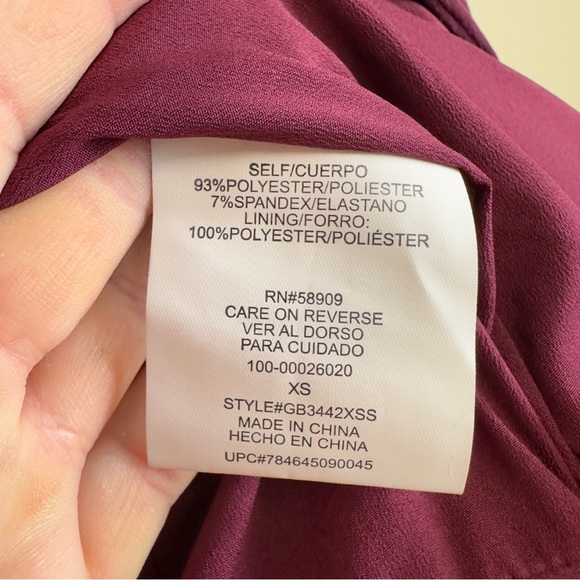 SELF/CUERPO
93%POLYESTER/POLIESTER
7%SPANDEX/ELASTANO
LINING/FORRO:
100%POLYESTER/POLIÉSTER
RN#58909
CARE ON REVERSE
VER AL DORSO
PARA CUIDADO
100-00026020
XS
STYLE#GB3442XSS
MADE IN CHINA
HECHO EN CHINA
UPC#784645090045